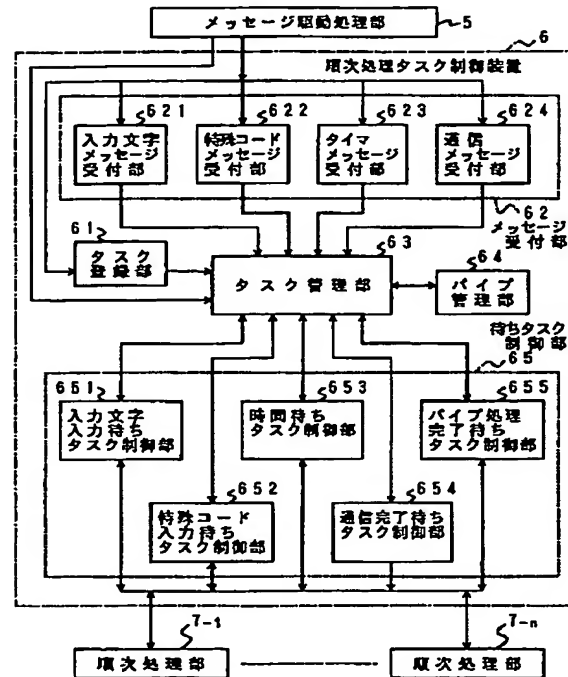 メッセージ駆動処理部
5
6
順次処理タスク制御装置
621
622
623
624
入力文字
メッセージ
受付部
特殊コード
メッセージ
受付部
タイマ
メッセージ
受付部
通信
メッセージ
受付部
62
メッセージ
受付部
61
タスク
登録部
63
タスク管理部
64
パイプ
管理部
待ちタスク
制御部
65
651
入力文字
入力待ち
タスク制御部
653
時間待ち
タスク制御部
655
パイプ処理
完了待ち
タスク制御部
652
特殊コード
入力待ち
タスク制御部
654
通信完了待ち
タスク制御部
7-1
順次処理部
7-n
順次処理部